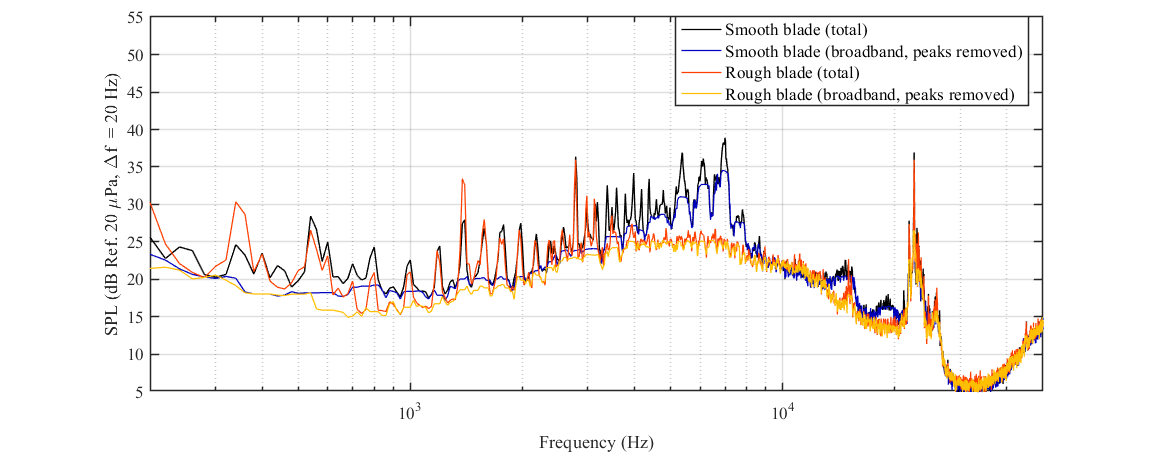 Smooth blade (total)
Smooth blade (broadband, peaks removed)
Rough blade (total)
Rough blade (broadband, peaks removed)
SPL (dB Ref. 20 μPa, Δf = 20 Hz)
55
50
45
40
35
30
25
20
15
10
5
10³
10⁴
Frequency (Hz)